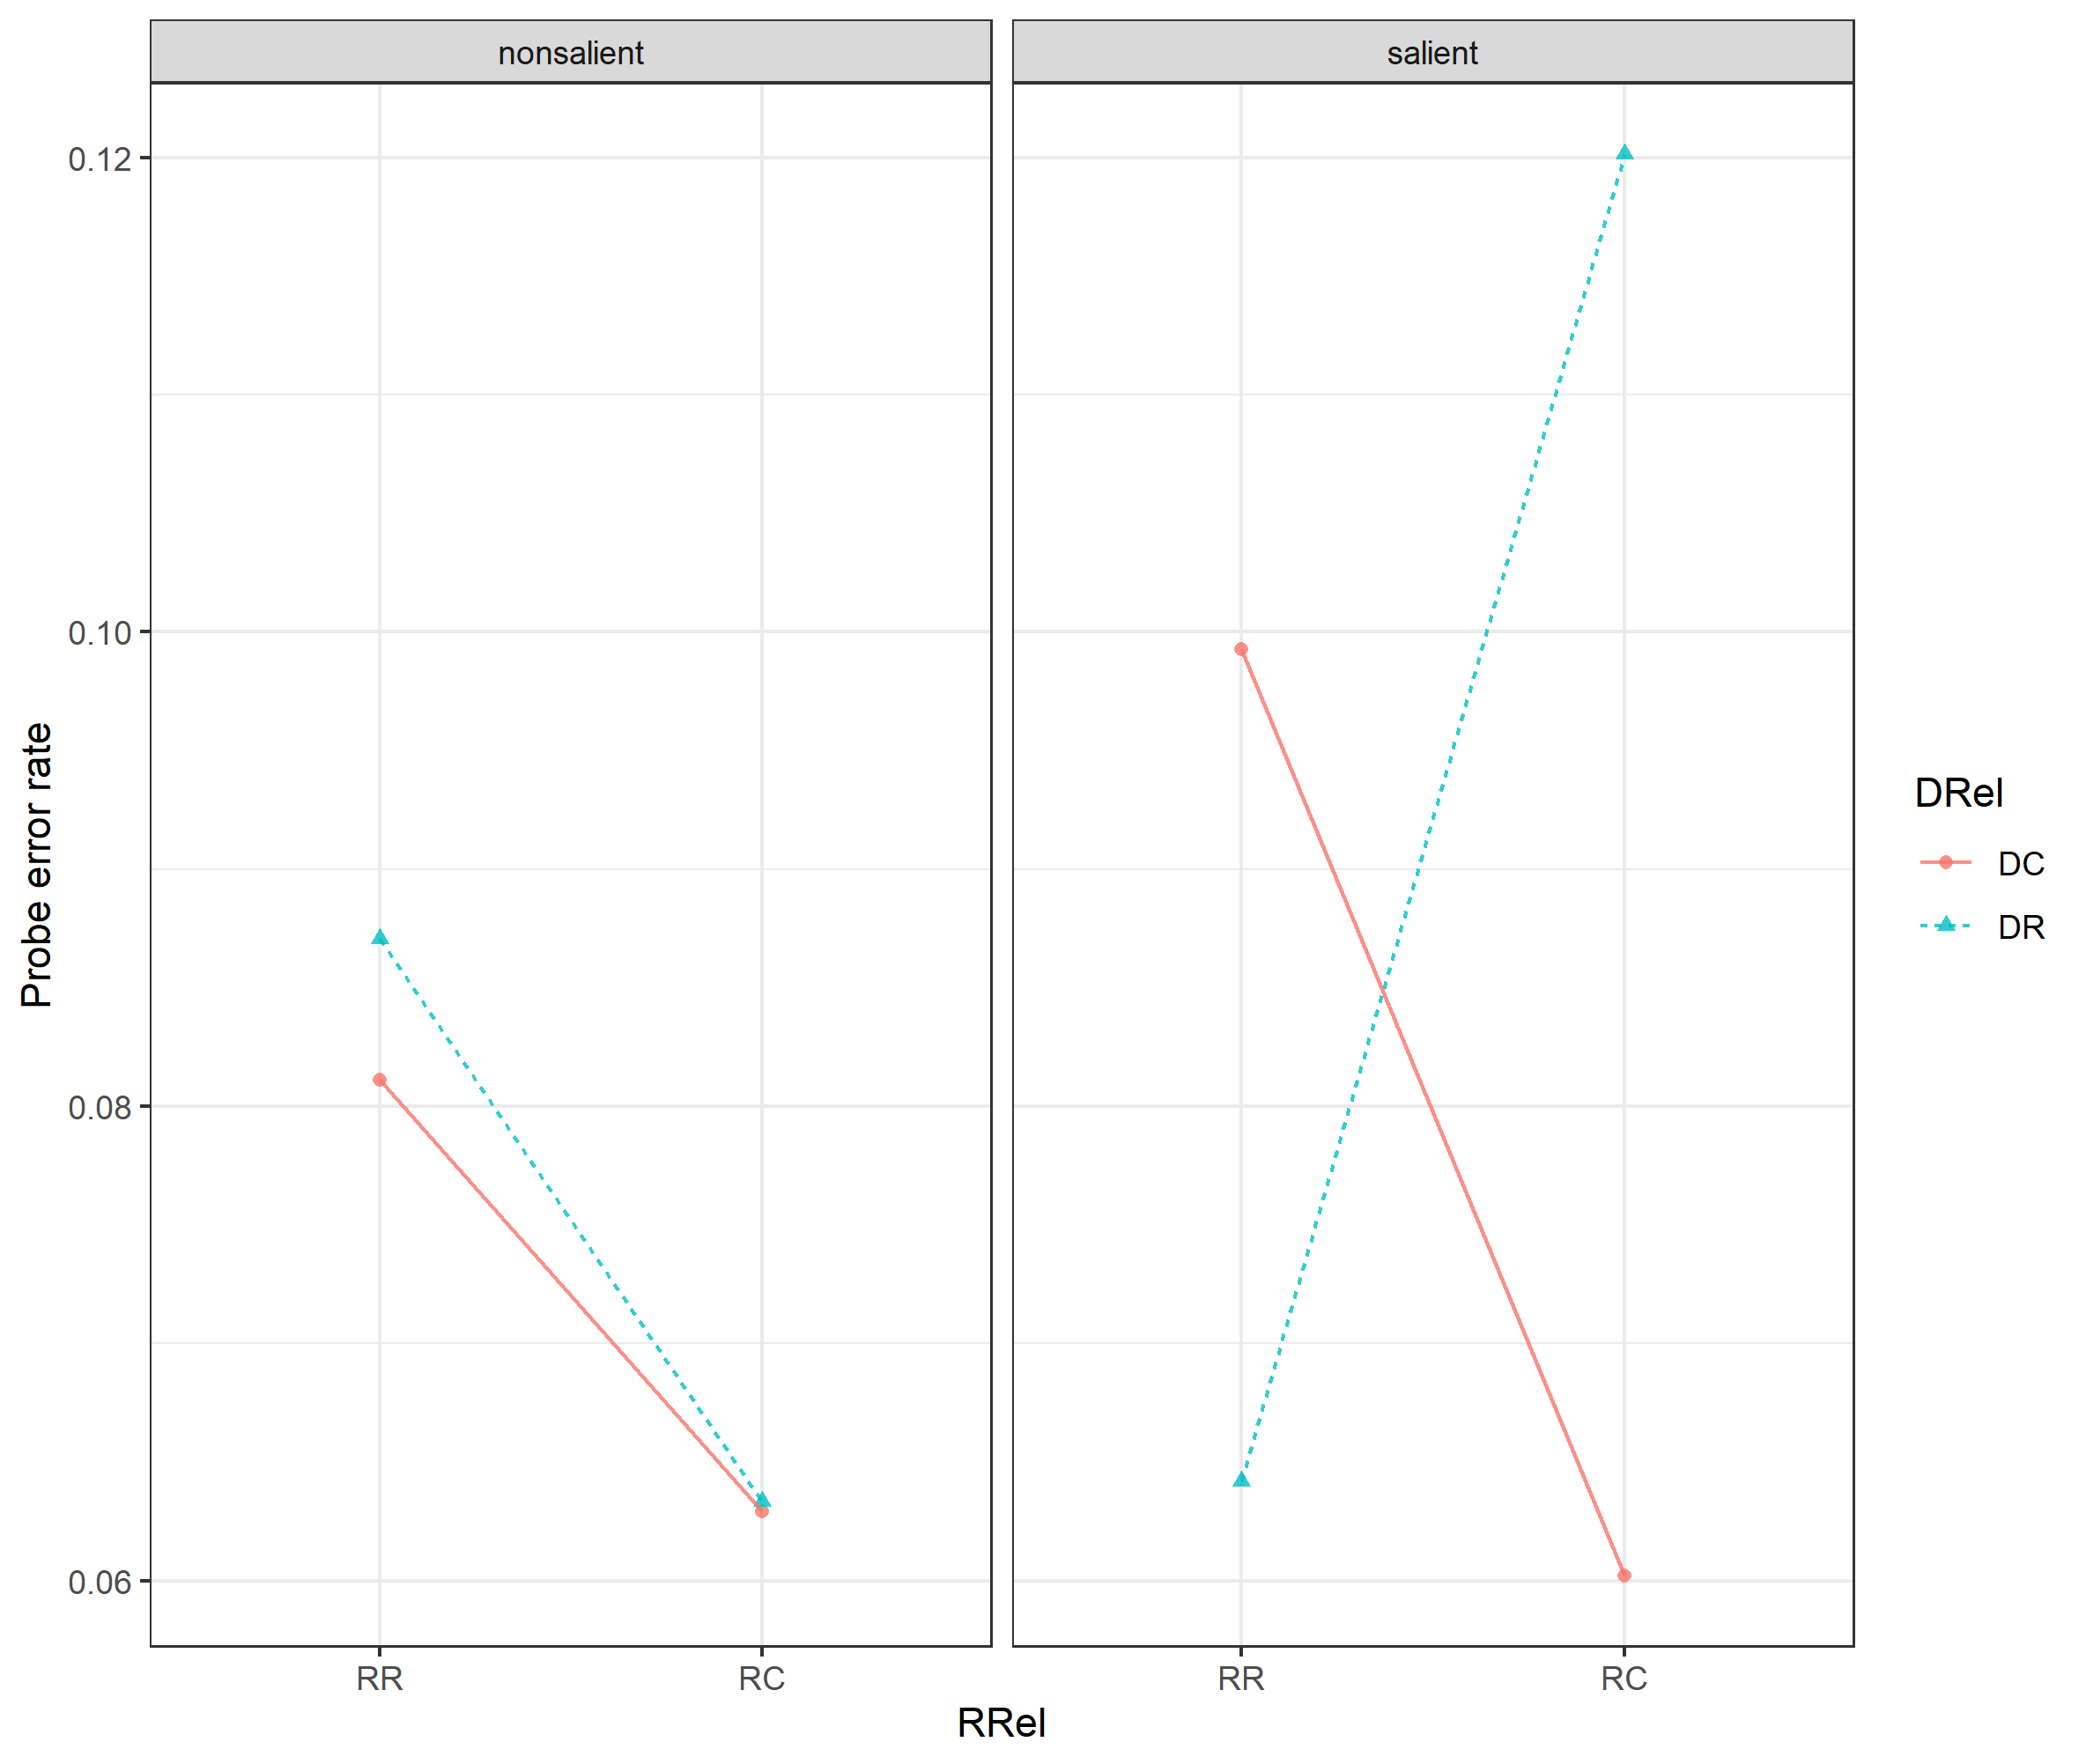 nonsalient
salient
0.12
0.10
0.08
0.06
Probe error rate
RR
RC
RR
RC
RRel
DRel
DC
DR